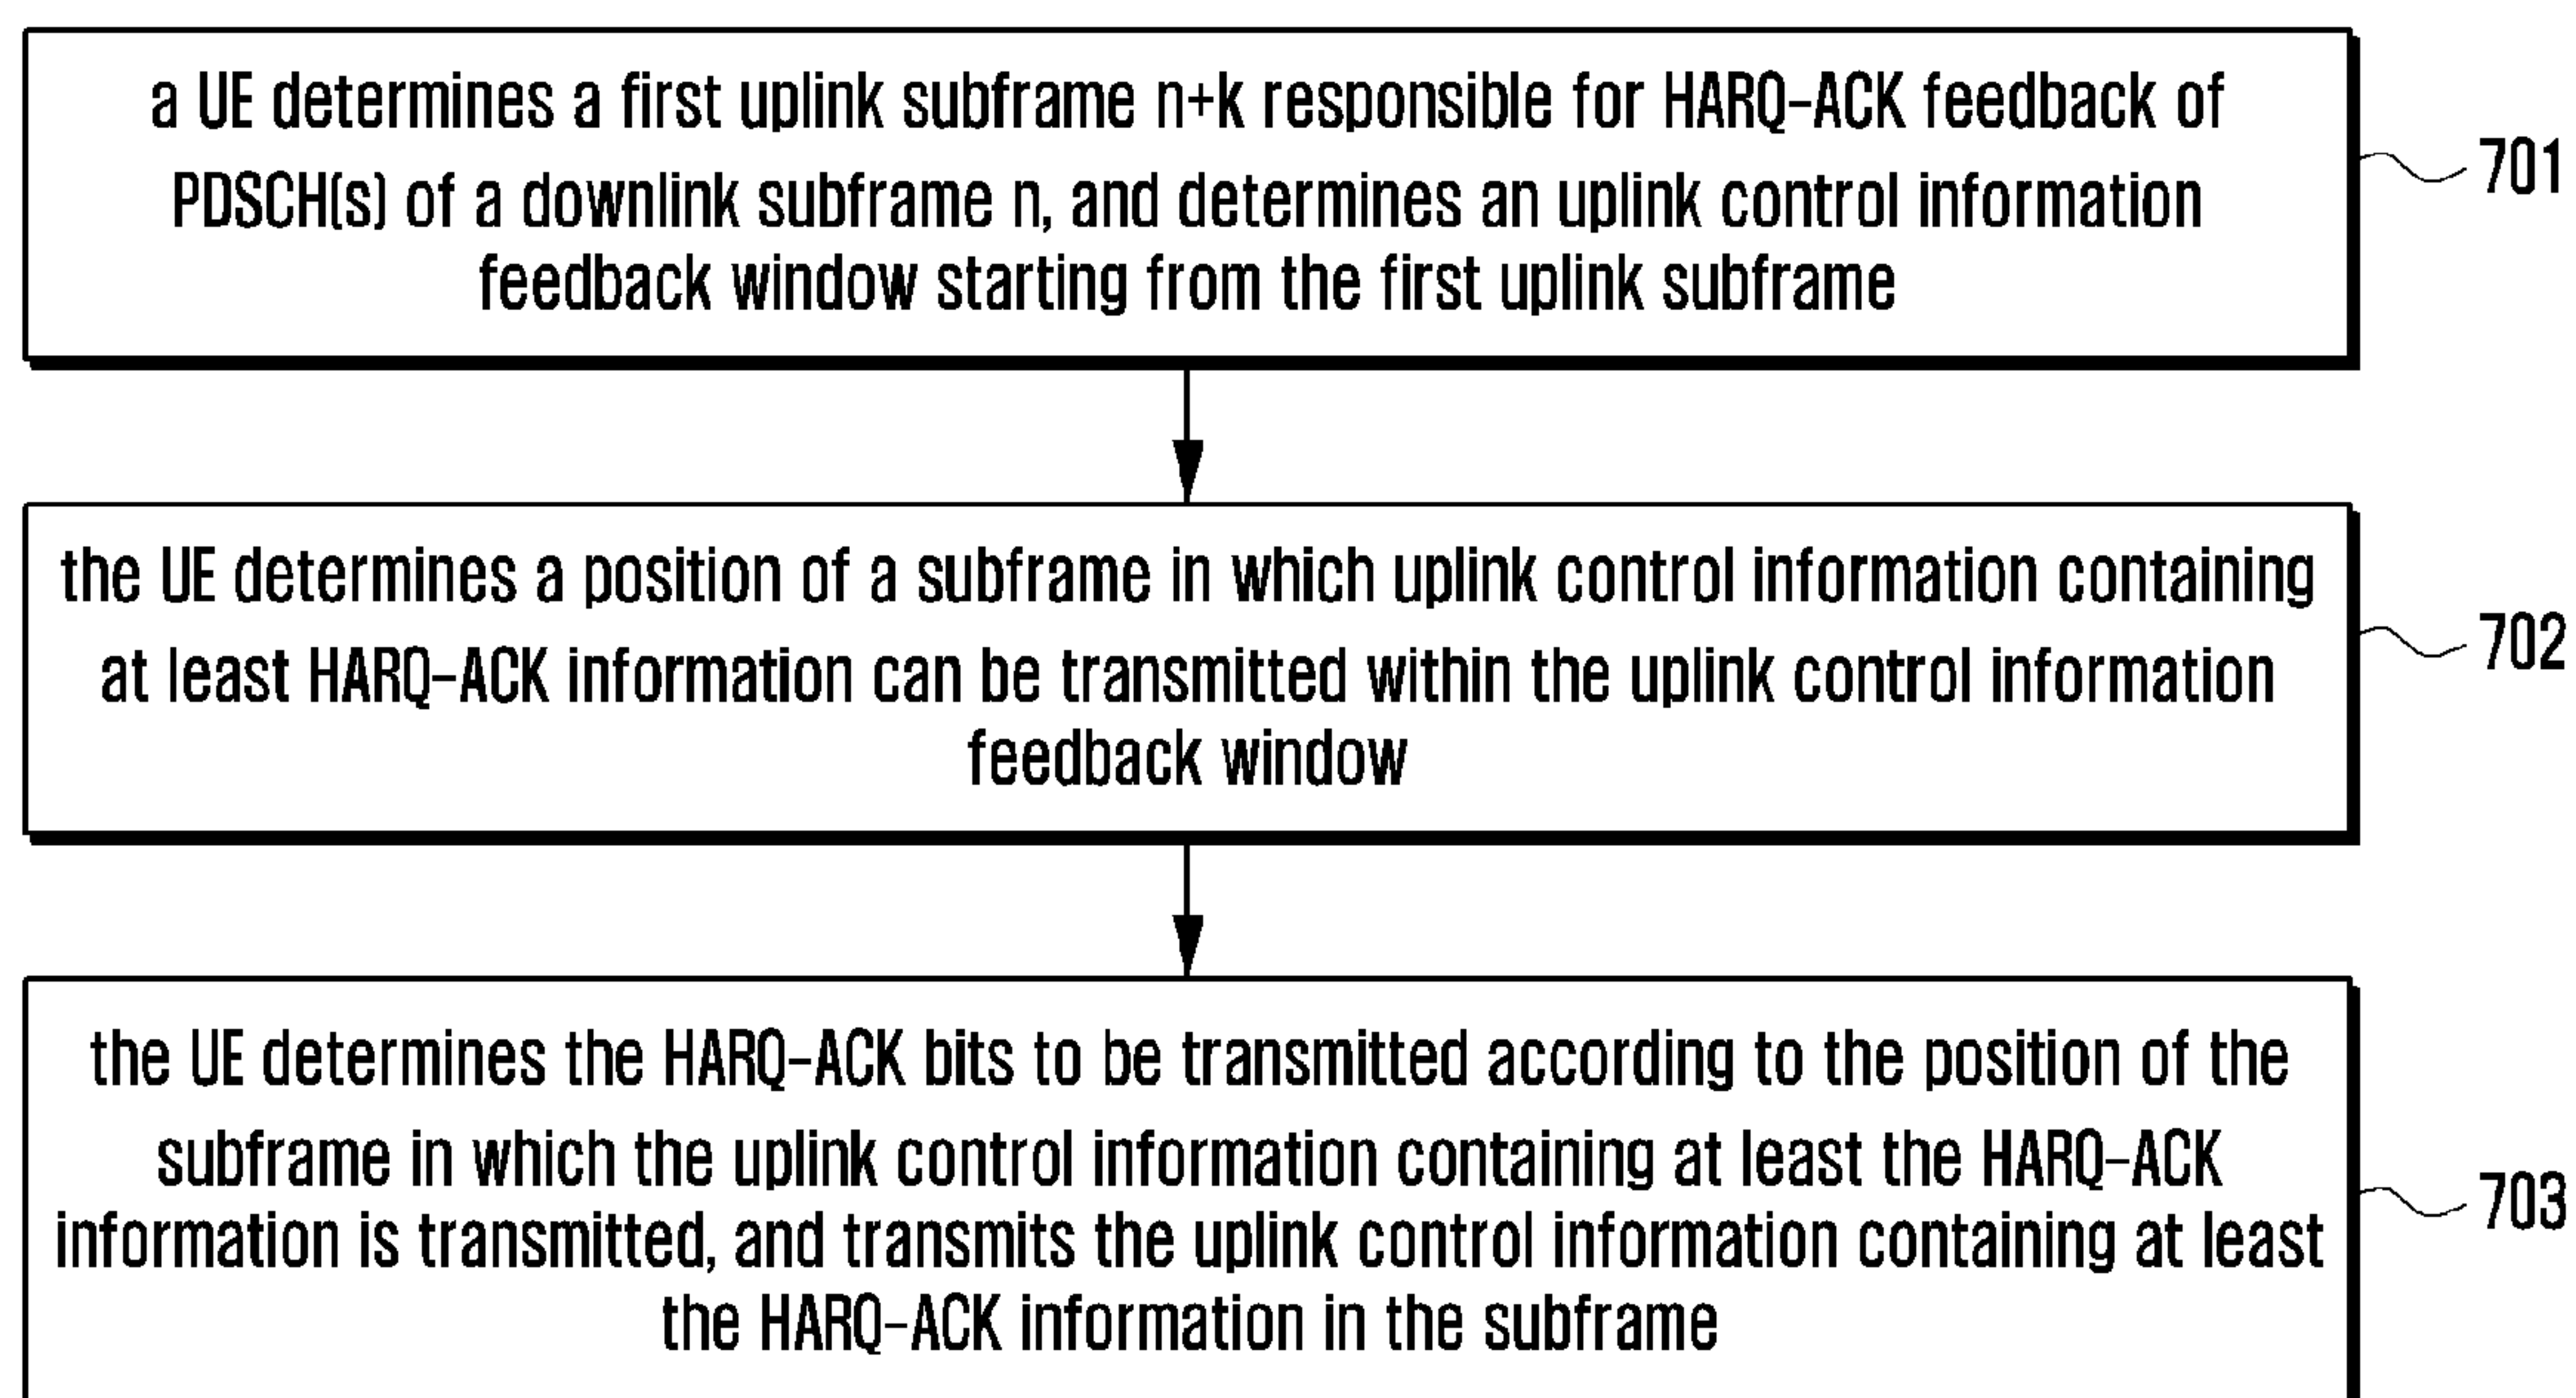 a UE determines a first uplink subframe n+k responsible for HARQ-ACK feedback of
PDSCH(s) of a downlink subframe n, and determines an uplink control information
feedback window starting from the first uplink subframe
701
the UE determines a position of a subframe in which uplink control information containing
at least HARQ-ACK information can be transmitted within the uplink control information
feedback window
702
the UE determines the HARQ-ACK bits to be transmitted according to the position of the
subframe in which the uplink control information containing at least the HARQ-ACK
information is transmitted, and transmits the uplink control information containing at least
the HARQ-ACK information in the subframe
703